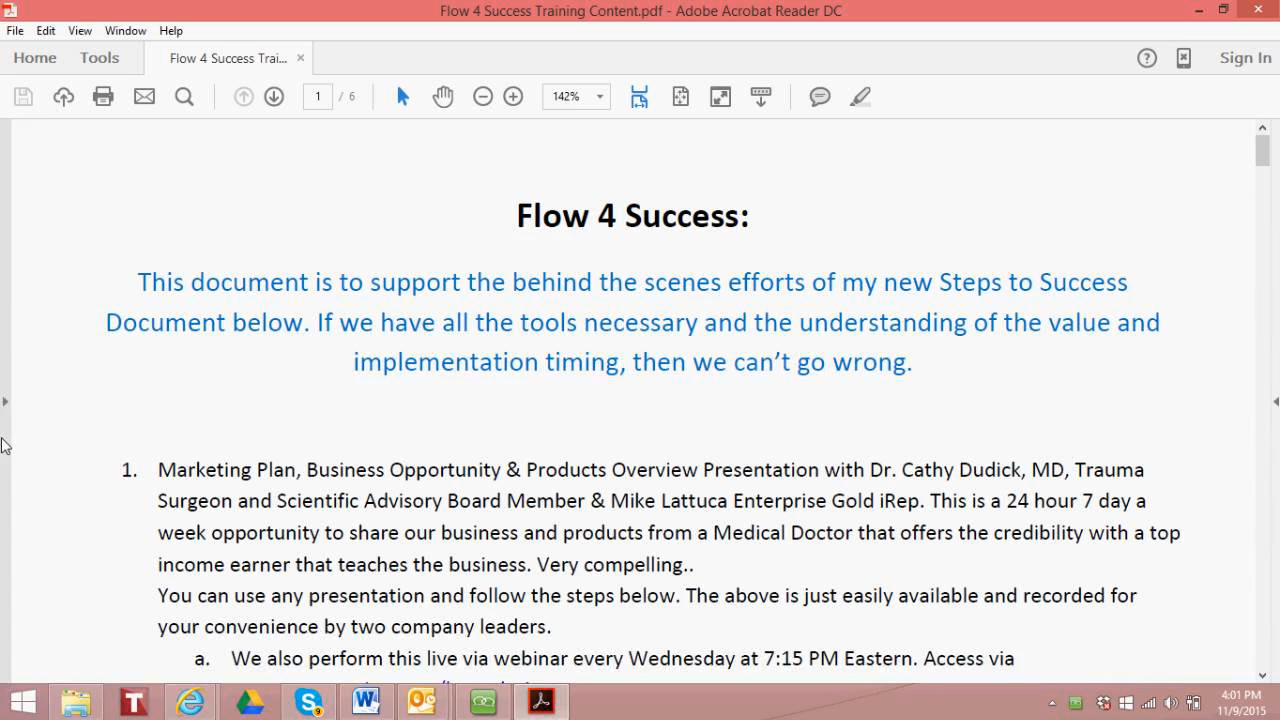 Flow 4 Success Training Content.pdf - Adobe Acrobat Reader DC
File Edit View Window Help
Home Tools Flow 4 Success Trai... Sign In
1 / 6 142%
Flow 4 Success:
This document is to support the behind the scenes efforts of my new Steps to Success
Document below. If we have all the tools necessary and the understanding of the value and
implementation timing, then we can’t go wrong.
1. Marketing Plan, Business Opportunity & Products Overview Presentation with Dr. Cathy Dudick, MD, Trauma
Surgeon and Scientific Advisory Board Member & Mike Lattuca Enterprise Gold iRep. This is a 24 hour 7 day a
week opportunity to share our business and products from a Medical Doctor that offers the credibility with a top
income earner that teaches the business. Very compelling..
You can use any presentation and follow the steps below. The above is just easily available and recorded for
your convenience by two company leaders.
a. We also perform this live via webinar every Wednesday at 7:15 PM Eastern. Access via
4:01 PM
11/9/2015